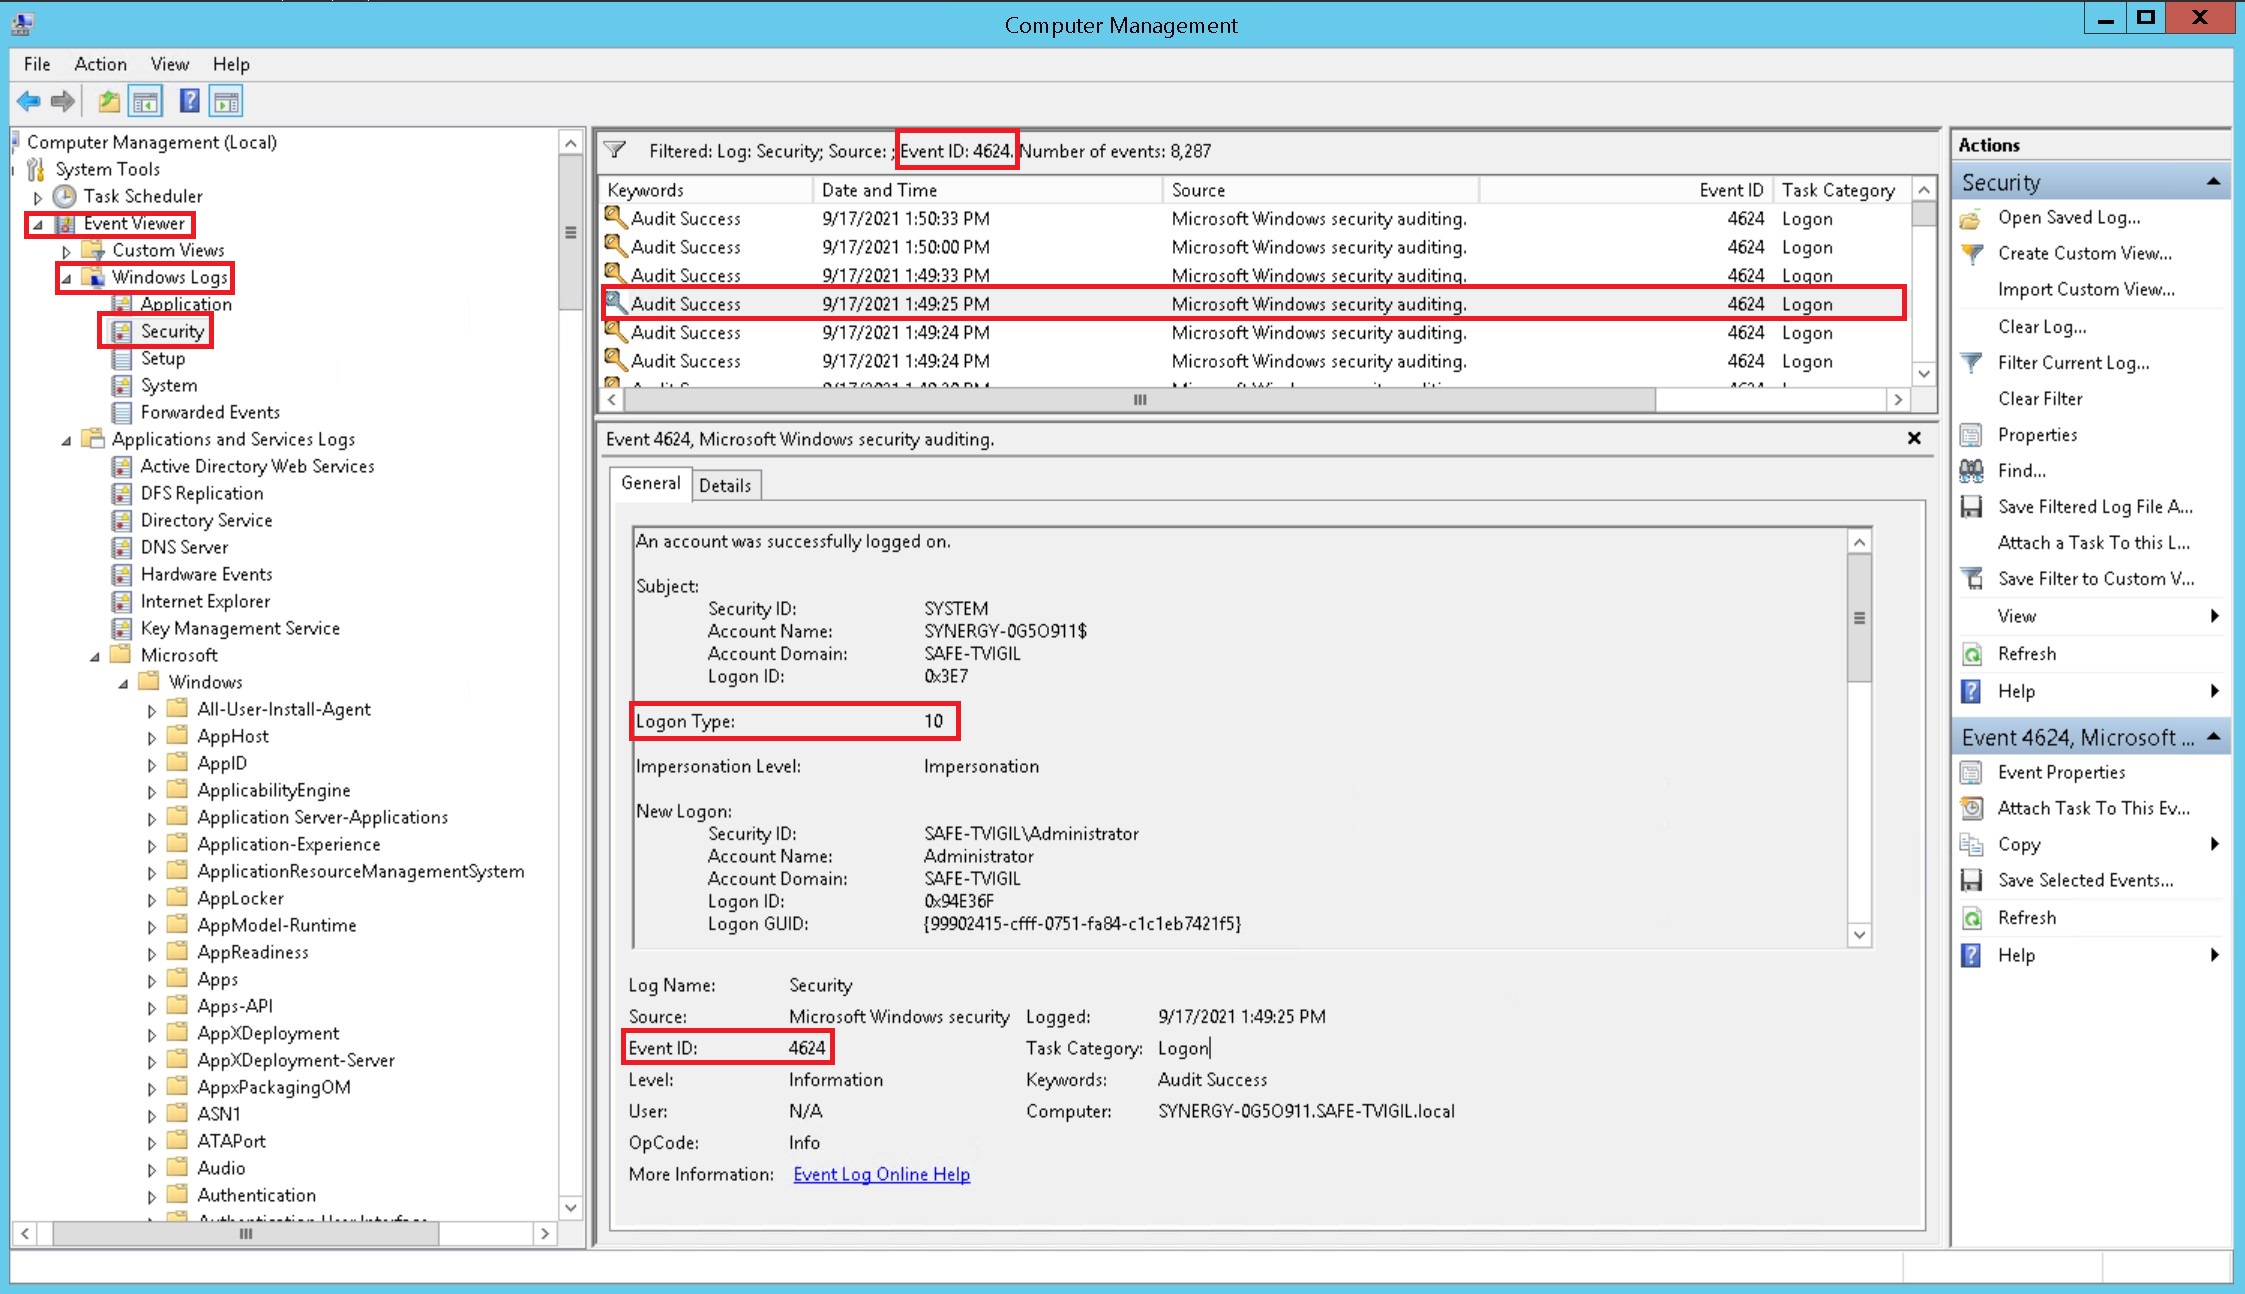 Computer Management
File Action View Help
Computer Management (Local)
System Tools
Task Scheduler
Event Viewer
Custom Views
Windows Logs
Application
Security
Setup
System
Forwarded Events
Applications and Services Logs
Active Directory Web Services
DFS Replication
Directory Service
DNS Server
Hardware Events
Internet Explorer
Key Management Service
Microsoft
Windows
All-User-Install-Agent
AppHost
AppID
ApplicabilityEngine
Application Server-Applications
Application-Experience
ApplicationResourceManagementSystem
AppLocker
AppModel-Runtime
AppReadiness
Apps
Apps-API
AppXDeployment
AppXDeployment-Server
AppxPackagingOM
ASN1
ATAPort
Audio
Authentication
Filtered: Log: Security; Source: ; Event ID: 4624. Number of events: 8,287
Keywords Date and Time Source Event ID Task Category
Audit Success 9/17/2021 1:50:33 PM Microsoft Windows security auditing. 4624 Logon
Audit Success 9/17/2021 1:50:00 PM Microsoft Windows security auditing. 4624 Logon
Audit Success 9/17/2021 1:49:33 PM Microsoft Windows security auditing. 4624 Logon
Audit Success 9/17/2021 1:49:25 PM Microsoft Windows security auditing. 4624 Logon
Audit Success 9/17/2021 1:49:24 PM Microsoft Windows security auditing. 4624 Logon
Audit Success 9/17/2021 1:49:24 PM Microsoft Windows security auditing. 4624 Logon
Event 4624, Microsoft Windows security auditing.
General Details
An account was successfully logged on.
Subject:
Security ID: SYSTEM
Account Name: SYNERGY-0G5O911$
Account Domain: SAFE-TVIGIL
Logon ID: 0x3E7
Logon Type: 10
Impersonation Level: Impersonation
New Logon:
Security ID: SAFE-TVIGIL\Administrator
Account Name: Administrator
Account Domain: SAFE-TVIGIL
Logon ID: 0x94E36F
Logon GUID: {99902415-cfff-0751-fa84-c1c1eb7421f5}
Log Name: Security
Source: Microsoft Windows security Logged: 9/17/2021 1:49:25 PM
Event ID: 4624 Task Category: Logon
Level: Information Keywords: Audit Success
User: N/A Computer: SYNERGY-0G5O911.SAFE-TVIGIL.local
OpCode: Info
More Information: Event Log Online Help
Actions
Security
Open Saved Log...
Create Custom View...
Import Custom View...
Clear Log...
Filter Current Log...
Clear Filter
Properties
Find...
Save Filtered Log File A...
Attach a Task To this L...
Save Filter to Custom V...
View
Refresh
Help
Event 4624, Microsoft ...
Event Properties
Attach Task To This Ev...
Copy
Save Selected Events...
Refresh
Help